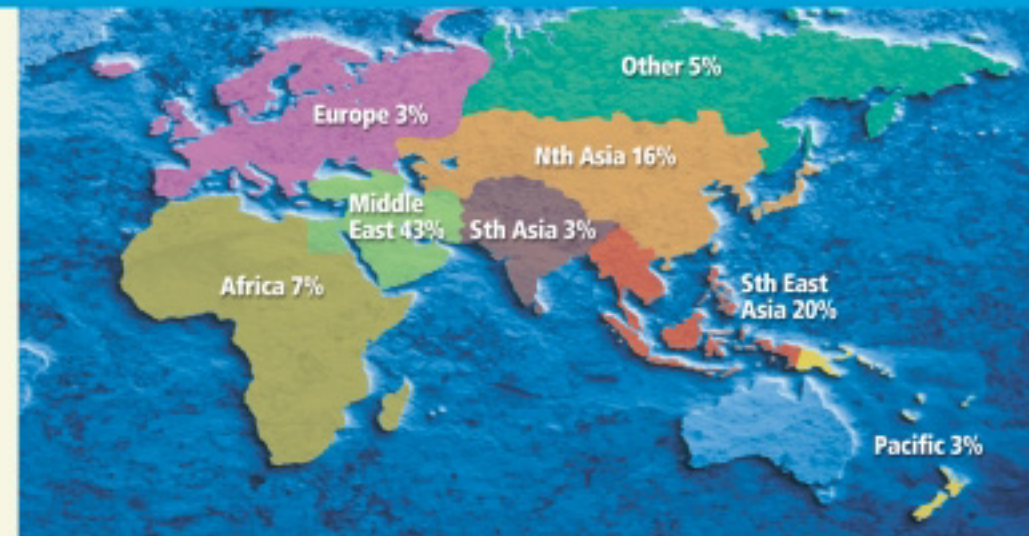 Other 5%
Europe 3%
Nth Asia 16%
Middle
East 43%
Sth Asia 3%
Africa 7%
Sth East
Asia 20%
Pacific 3%